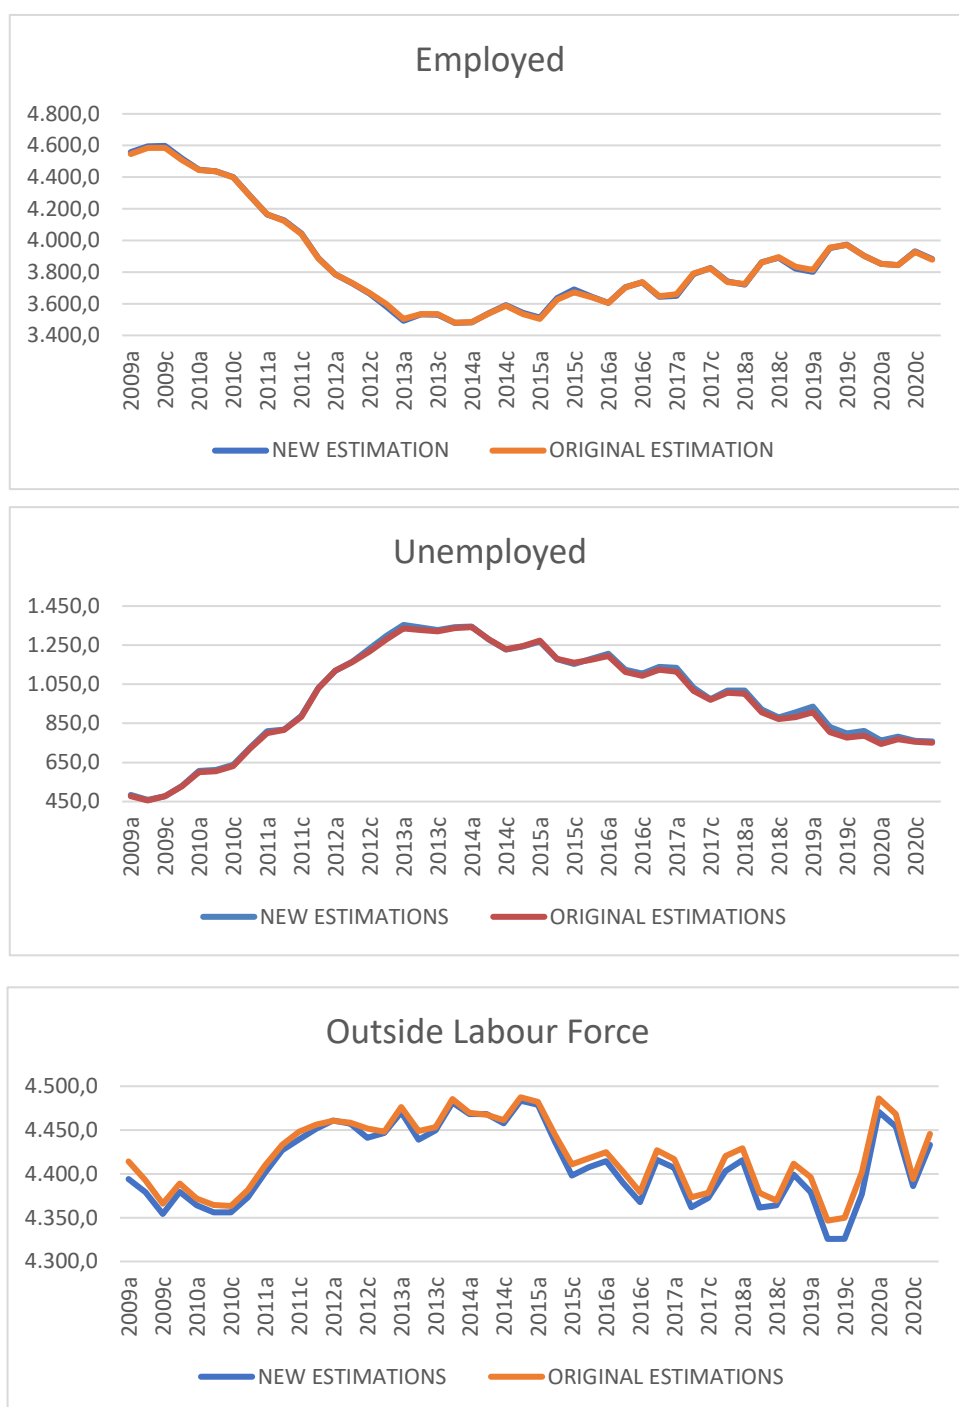 Employed
4.800,0
4.600,0
4.400,0
4.200,0
4.000,0
3.800,0
3.600,0
3.400,0
2009a 2009c 2010a 2010c 2011a 2011c 2012a 2012c 2013a 2013c 2014a 2014c 2015a 2015c 2016a 2016c 2017a 2017c 2018a 2018c 2019a 2019c 2020a 2020c
NEW ESTIMATION ORIGINAL ESTIMATION
Unemployed
1.450,0
1.250,0
1.050,0
850,0
650,0
450,0
2009a 2009c 2010a 2010c 2011a 2011c 2012a 2012c 2013a 2013c 2014a 2014c 2015a 2015c 2016a 2016c 2017a 2017c 2018a 2018c 2019a 2019c 2020a 2020c
NEW ESTIMATIONS ORIGINAL ESTIMATIONS
Outside Labour Force
4.500,0
4.450,0
4.400,0
4.350,0
4.300,0
2009a 2009c 2010a 2010c 2011a 2011c 2012a 2012c 2013a 2013c 2014a 2014c 2015a 2015c 2016a 2016c 2017a 2017c 2018a 2018c 2019a 2019c 2020a 2020c
NEW ESTIMATIONS ORIGINAL ESTIMATIONS